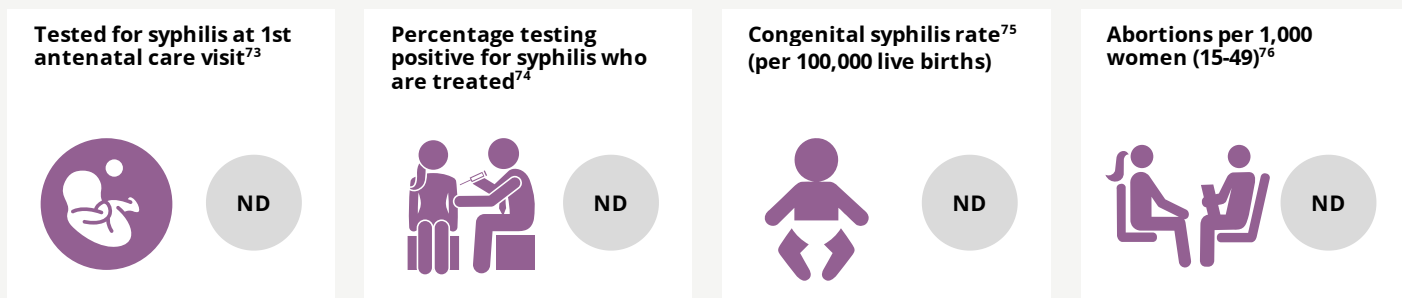 Tested for syphilis at 1st
antenatal care visit73
ND
Percentage testing
positive for syphilis who
are treated74
ND
Congenital syphilis rate75
(per 100,000 live births)
ND
Abortions per 1,000
women (15-49)76
ND